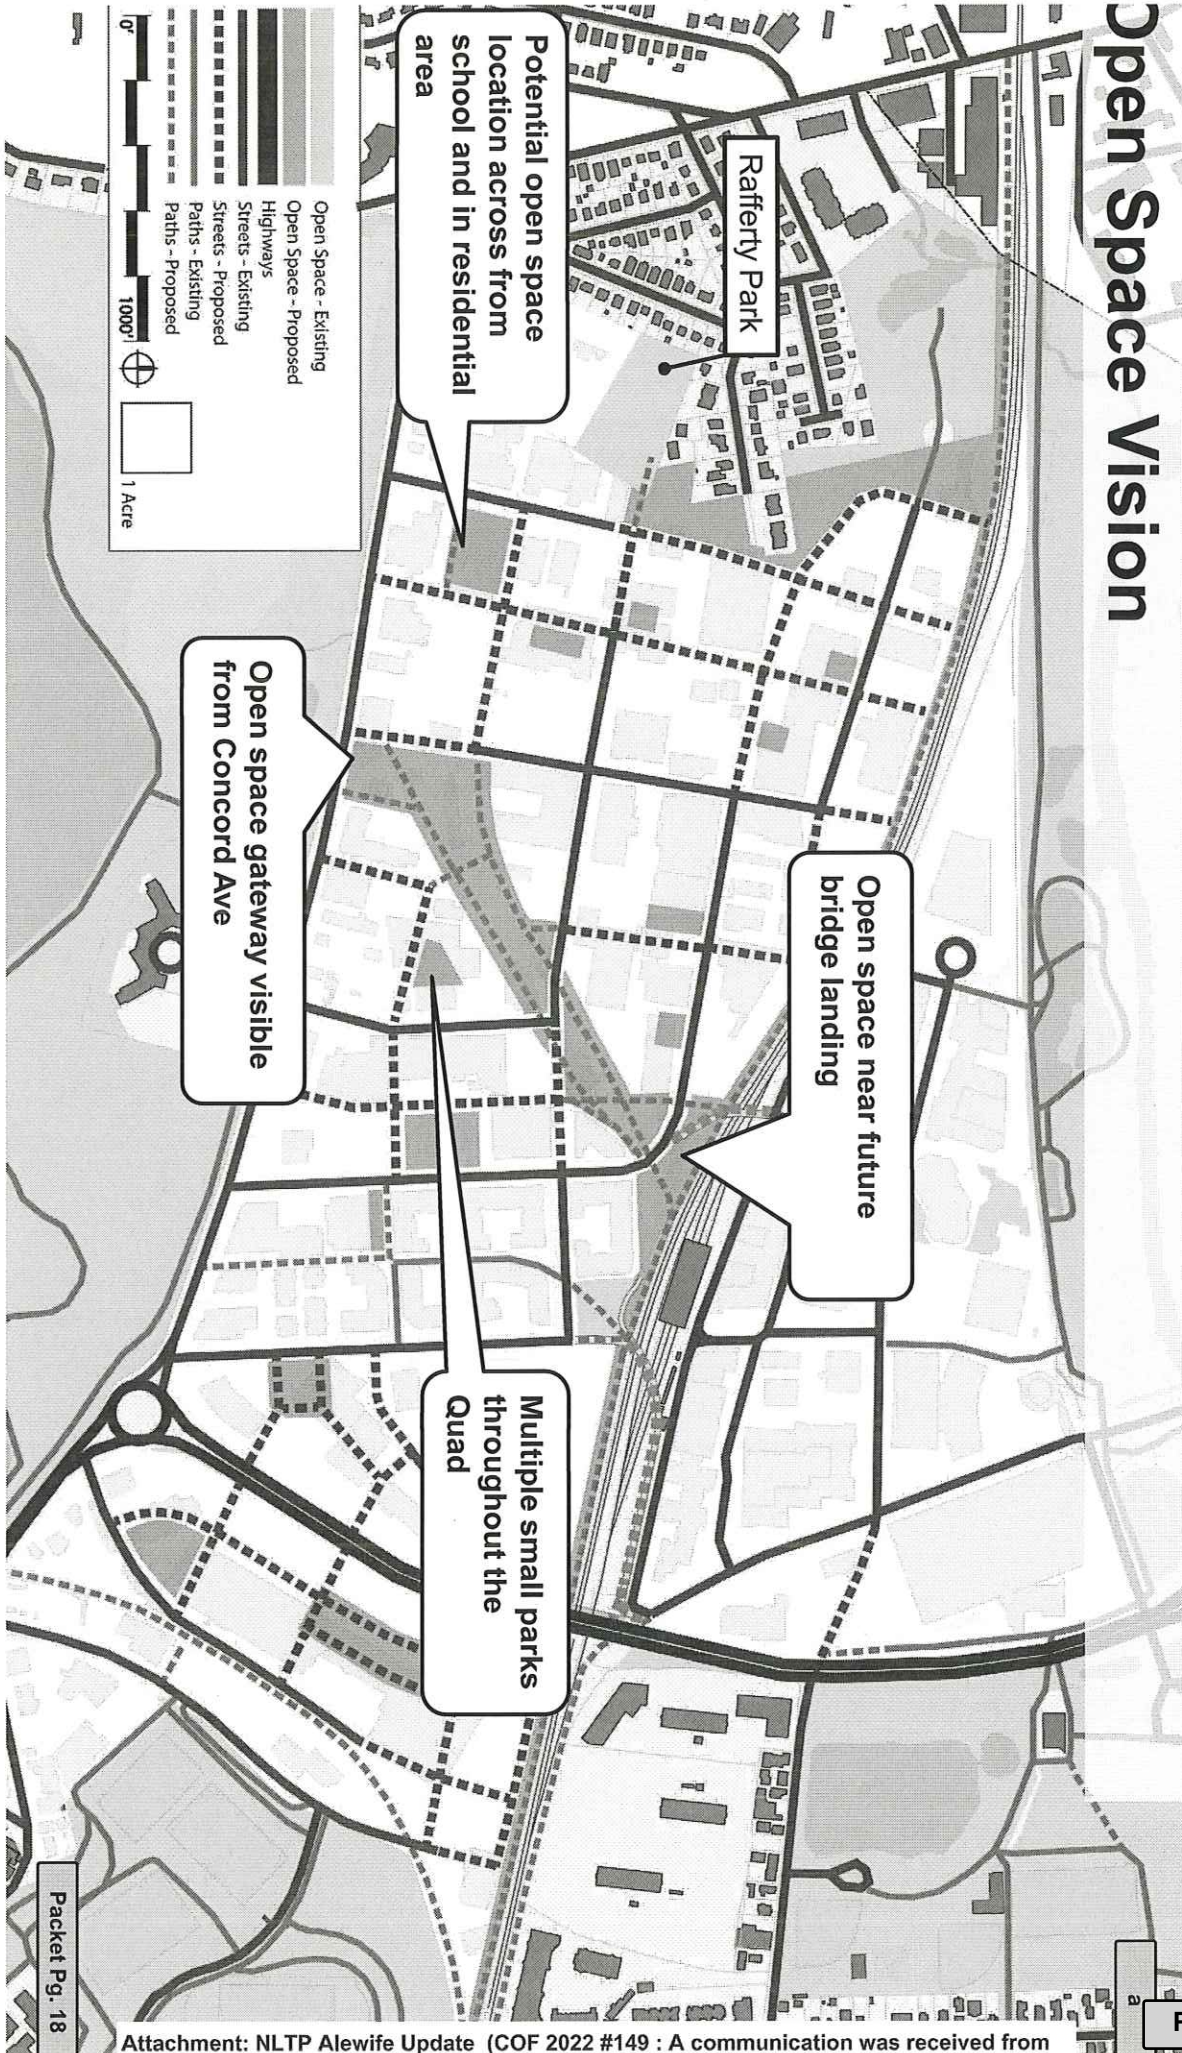 Open Space Vision
Rafferty Park
Potential open space
location across from
school and in residential
area
Open space near future
bridge landing
Open space gateway visible
from Concord Ave
Multiple small parks
throughout the
Quad
Open Space - Existing
Open Space - Proposed
Highways
Streets - Existing
Streets - Proposed
Paths - Existing
Paths - Proposed
0'
1000'
1 Acre
a
Packet Pg. 18
Attachment: NLTP Alewife Update (COF 2022 #149 : A communication was received from